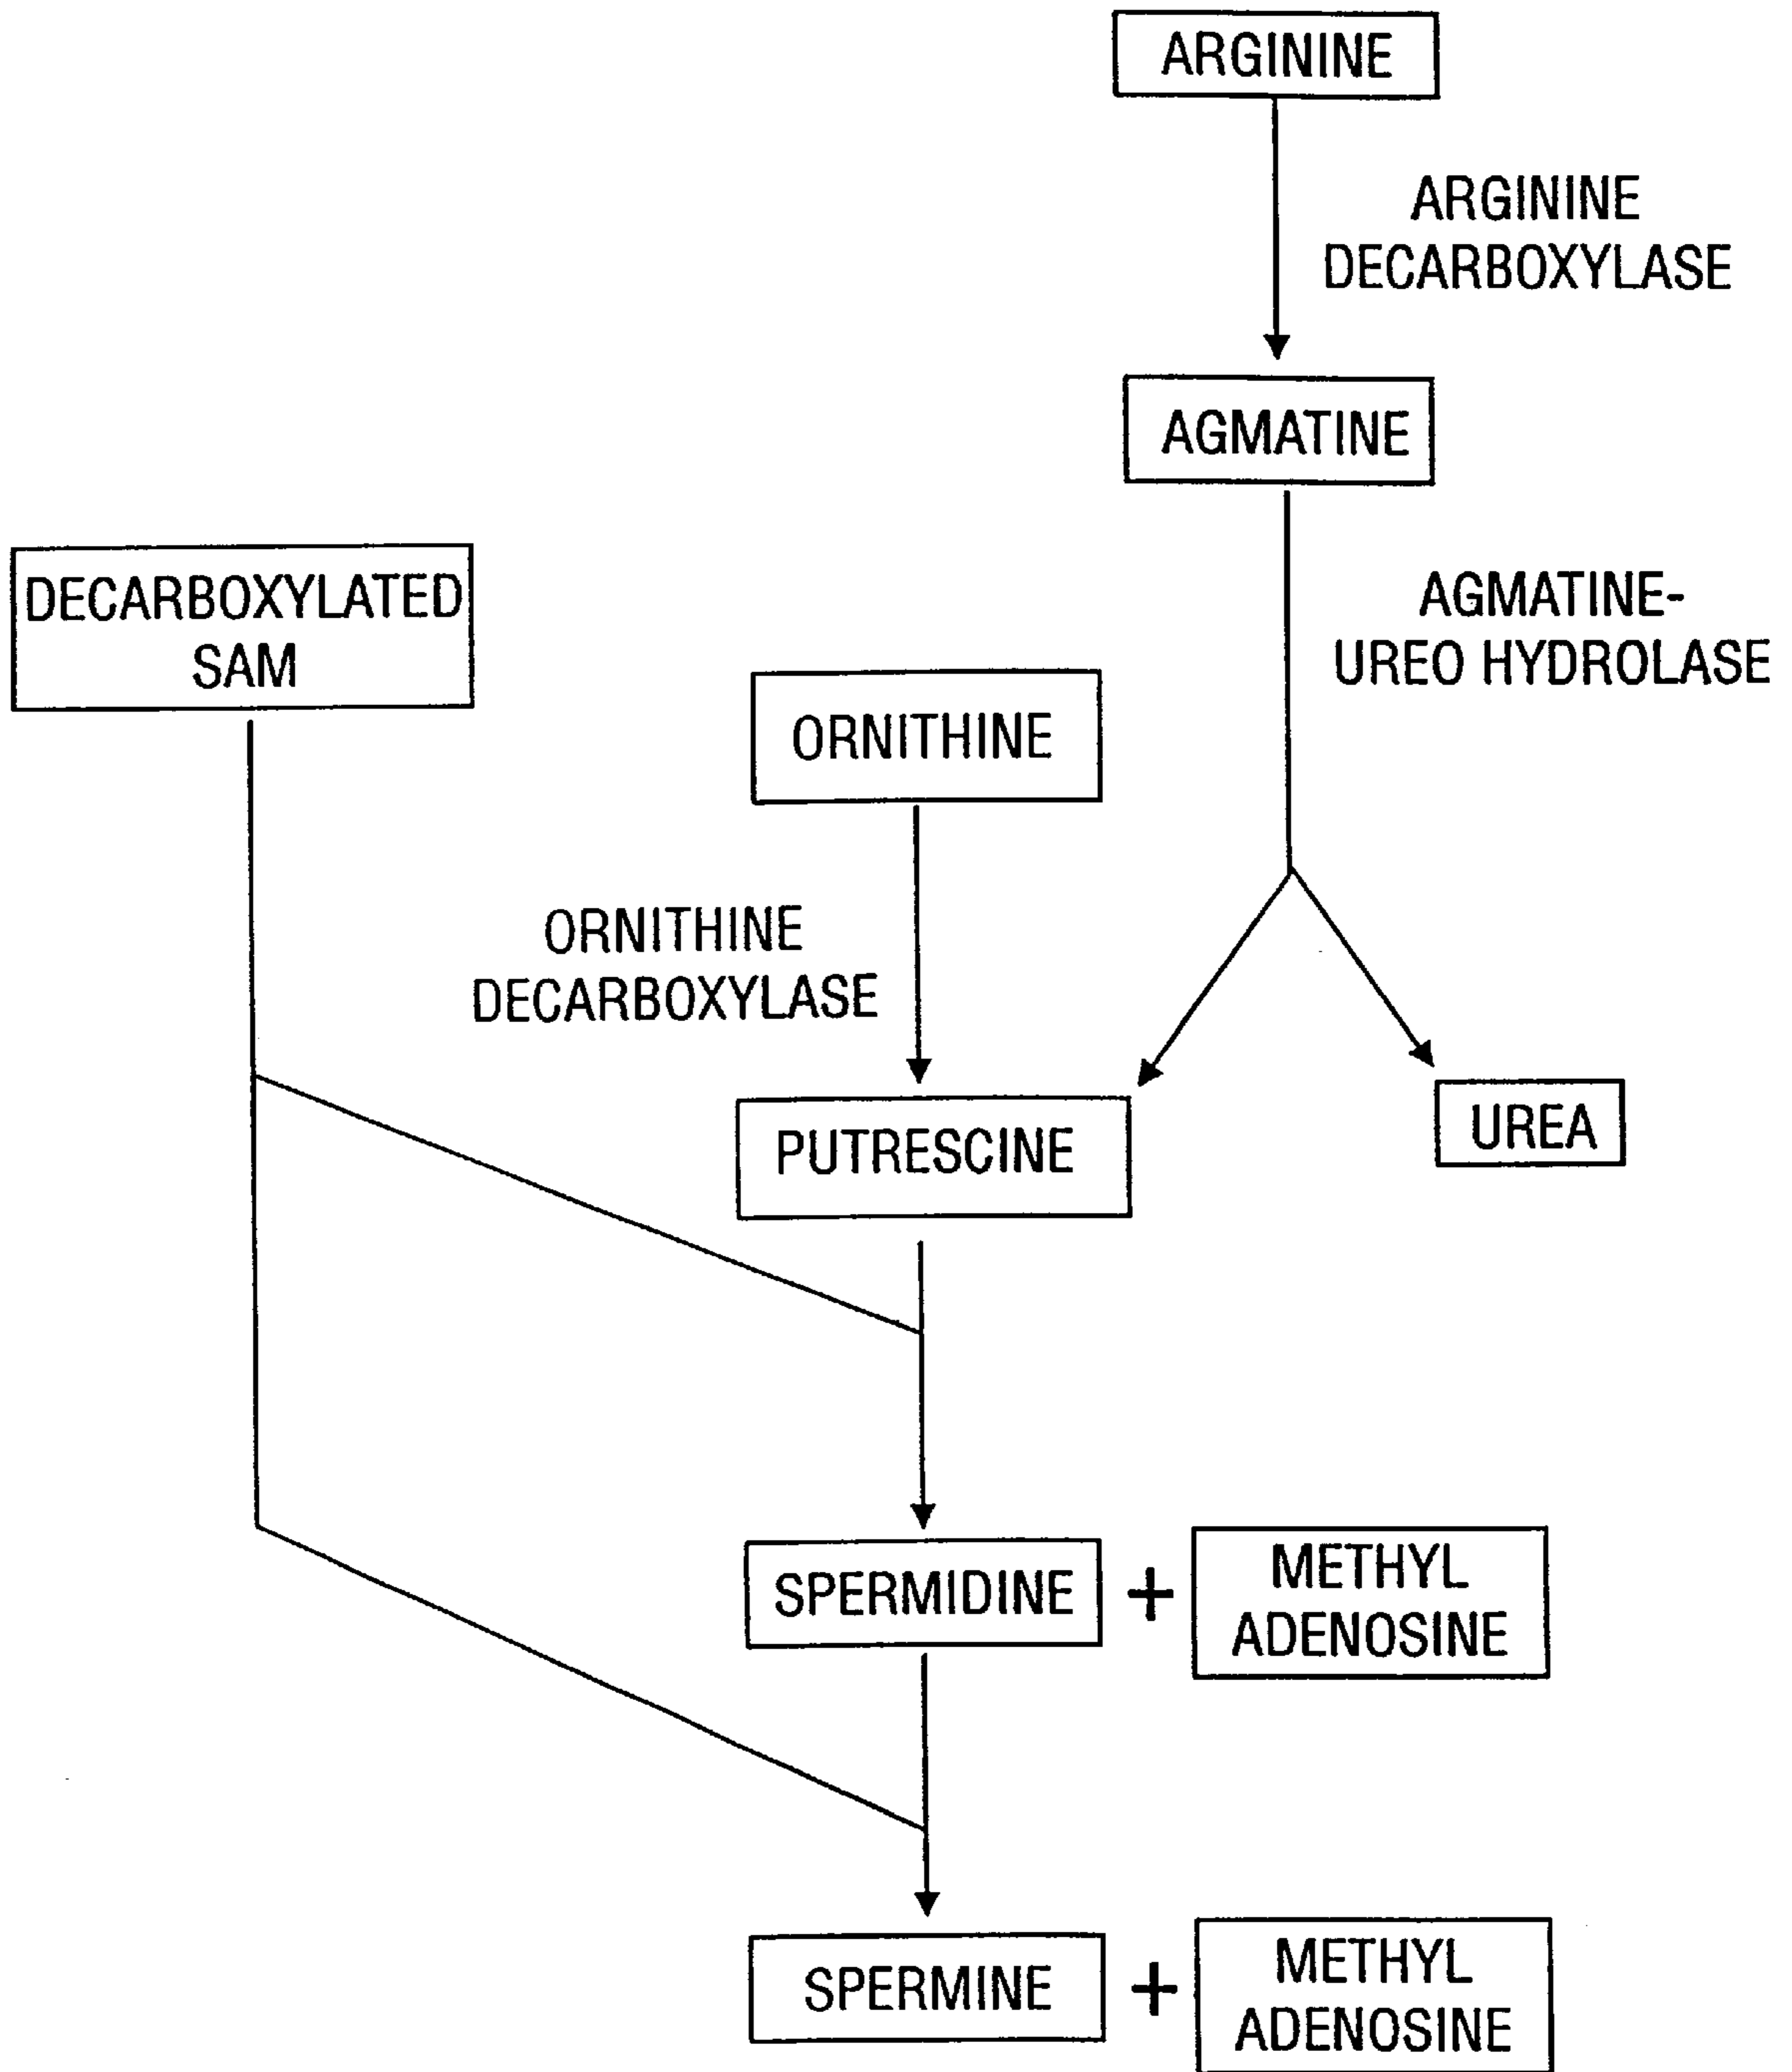 ARGININE
ARGININE
DECARBOXYLASE
AGMATINE
DECARBOXYLATED
SAM
AGMATINE-
UREO HYDROLASE
ORNITHINE
ORNITHINE
DECARBOXYLASE
PUTRESCINE
UREA
SPERMIDINE
+
METHYL
ADENOSINE
SPERMINE
+
METHYL
ADENOSINE